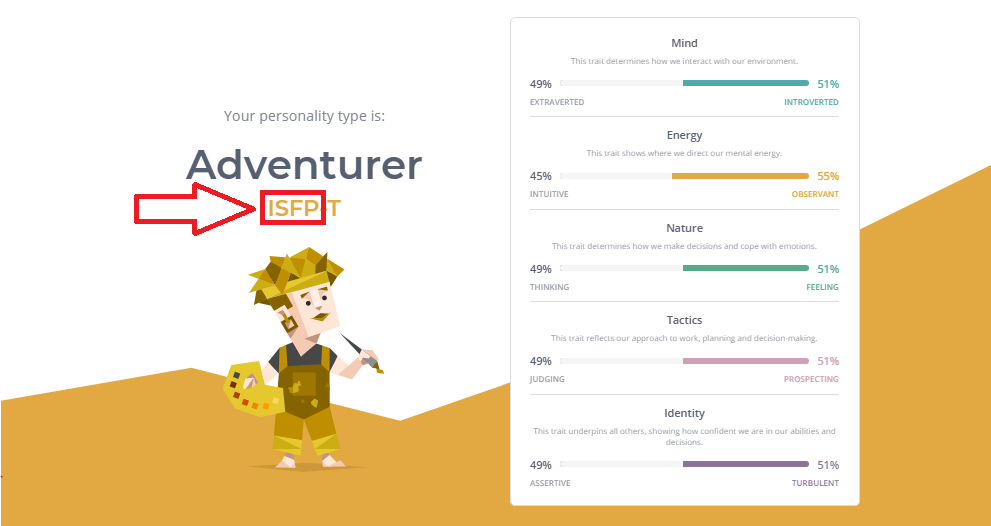 Your personality type is:
Adventurer
ISFP-T
Mind
This trait determines how we interact with our environment.
49% 51%
EXTRAVERTED INTROVERTED
Energy
This trait shows where we direct our mental energy.
45% 55%
INTUITIVE OBSERVANT
Nature
This trait determines how we make decisions and cope with emotions.
49% 51%
THINKING FEELING
Tactics
This trait reflects our approach to work, planning and decision-making.
49% 51%
JUDGING PROSPECTING
Identity
This trait underpins all others, showing how confident we are in our abilities and
decisions.
49% 51%
ASSERTIVE TURBULENT